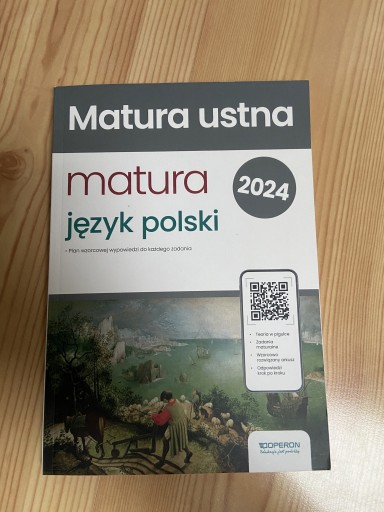 Matura ustna
matura
2024
język polski
• Plan wzorcowej wypowiedzi do każdego zadania
• Teoria w pigułce
• Zadania
maturalne
• Wzorcowo
rozwiązany arkusz
• Odpowiedzi
krok po kroku
OPERON